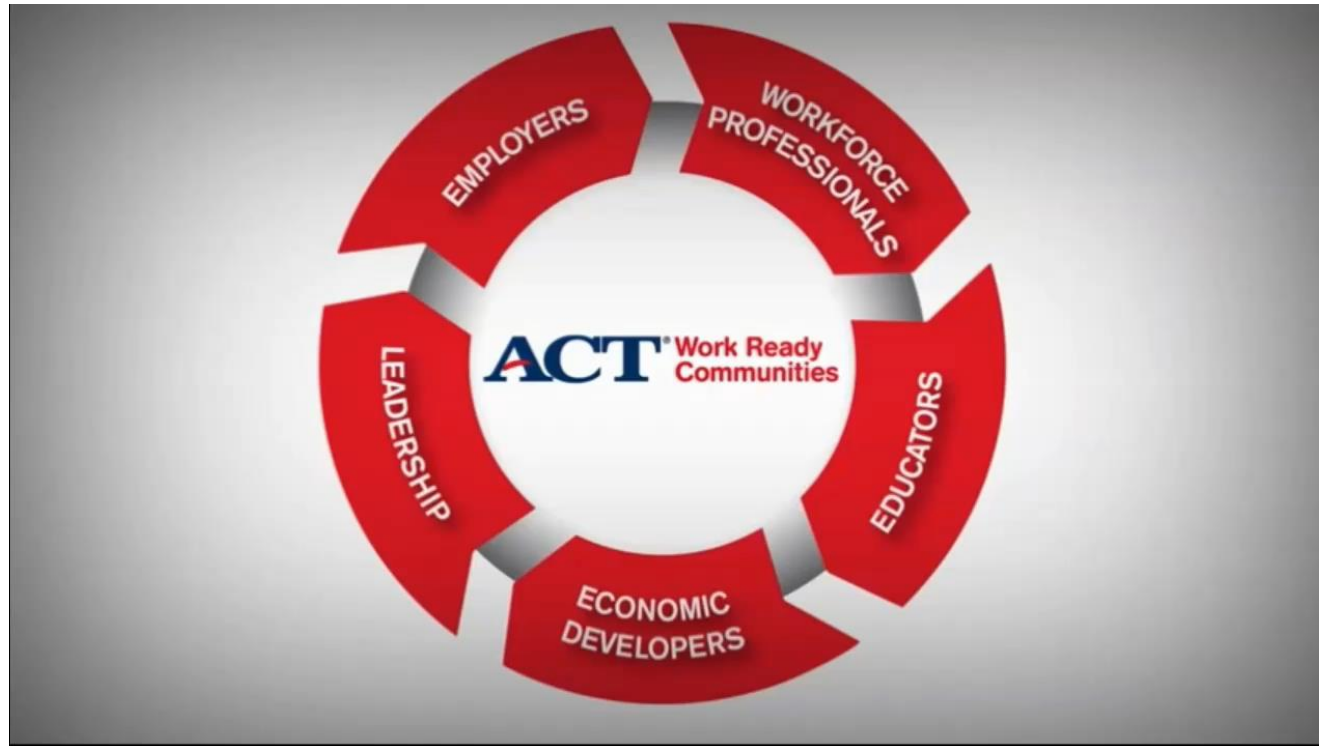 EMPLOYERS
WORKFORCE
PROFESSIONALS
ACT® Work Ready
Communities
LEADERSHIP
EDUCATORS
ECONOMIC
DEVELOPERS